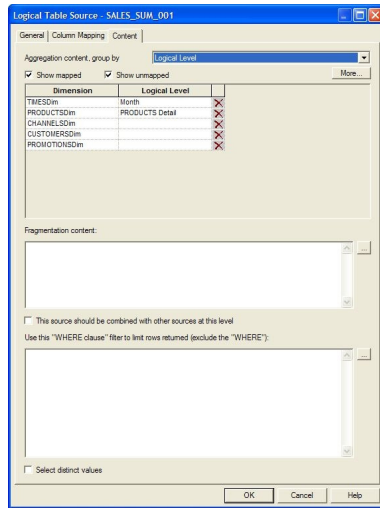 Logical Table Source - SALES_SUM_001
General Column Mapping Content
Aggregation content, group by Logical Level
Show mapped Show unmapped More...
Dimension Logical Level
TIMESDim Month
PRODUCTSDim PRODUCTS Detail
CHANNELSDim
CUSTOMERSDim
PROMOTIONSDim
Fragmentation content:
...
This source should be combined with other sources at this level
Use this "WHERE clause" filter to limit rows returned (exclude the "WHERE"):
...
Select distinct values
OK Cancel Help